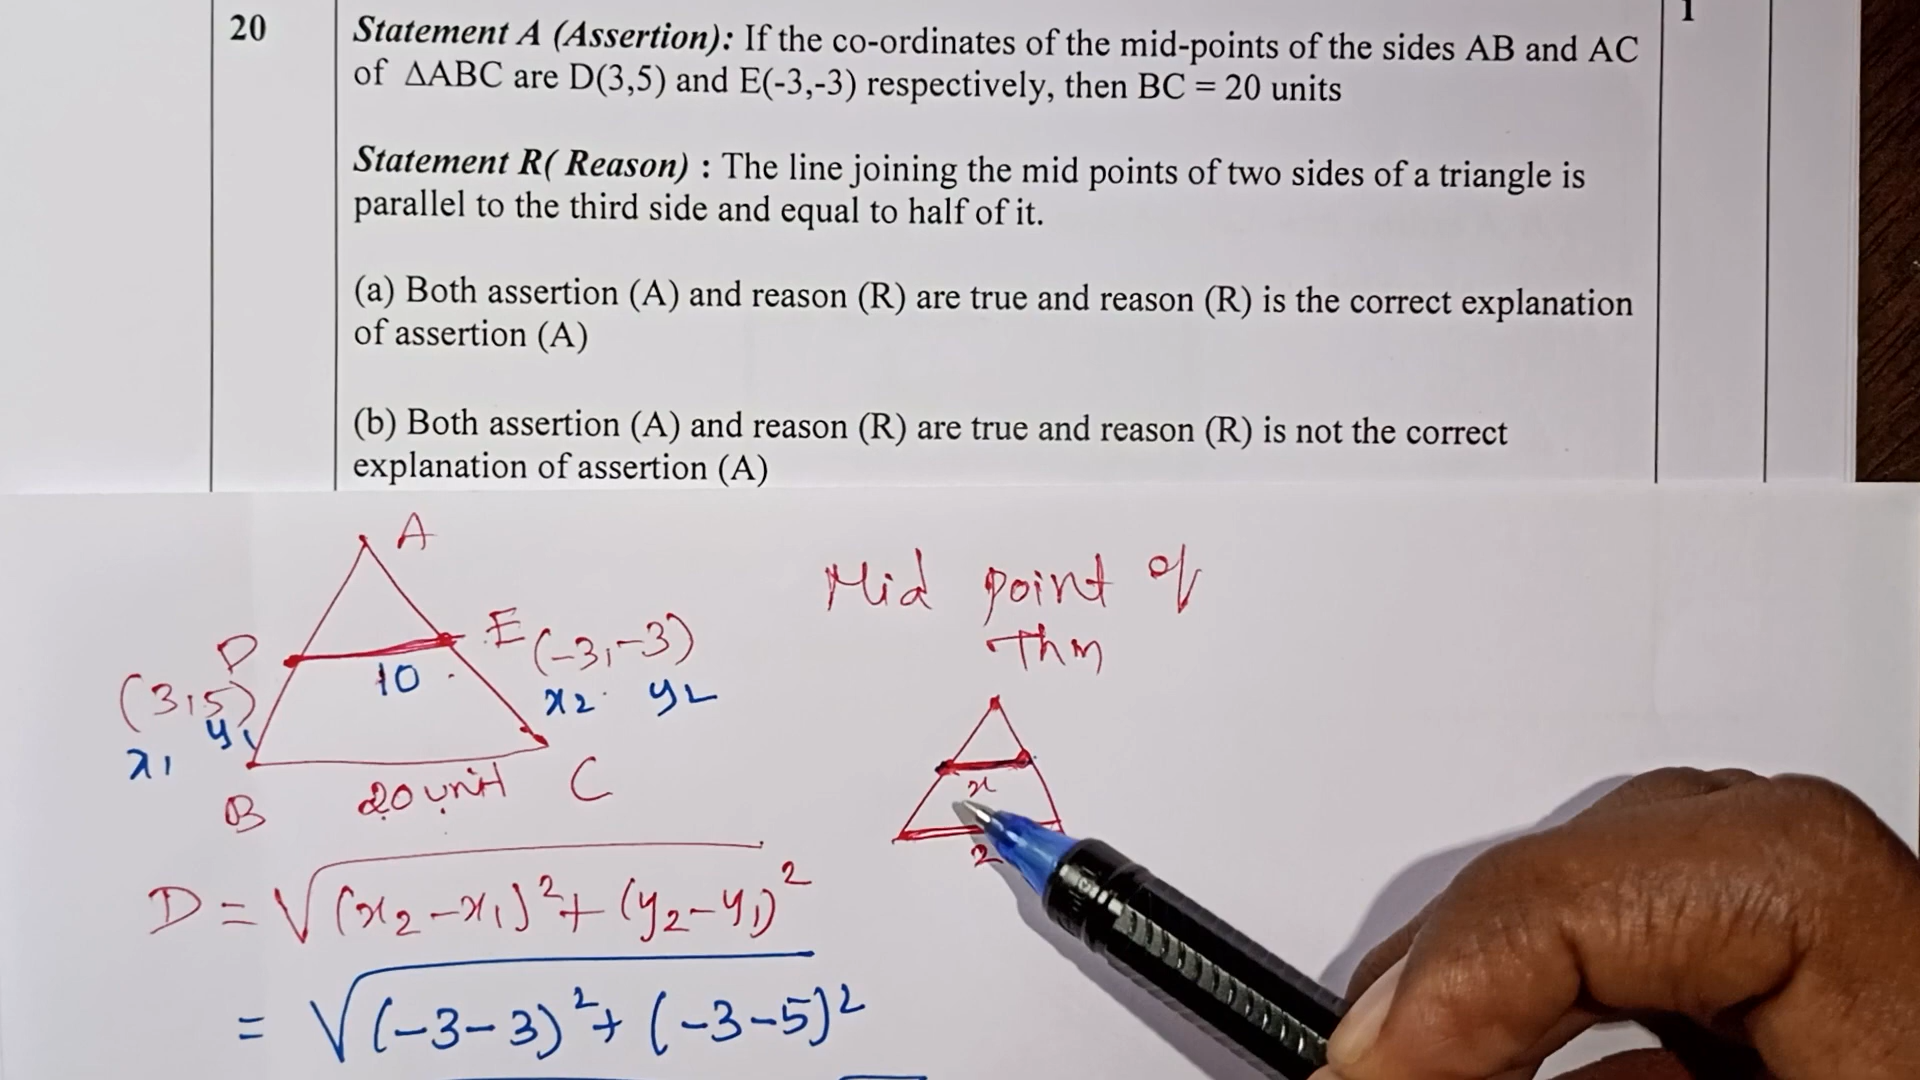 20
1
Statement A (Assertion): If the co-ordinates of the mid-points of the sides AB and AC
of ΔABC are D(3,5) and E(-3,-3) respectively, then BC = 20 units
Statement R( Reason) : The line joining the mid points of two sides of a triangle is
parallel to the third side and equal to half of it.
(a) Both assertion (A) and reason (R) are true and reason (R) is the correct explanation
of assertion (A)
(b) Both assertion (A) and reason (R) are true and reason (R) is not the correct
explanation of assertion (A)
A
D
E (-3,-3)
(3,5)
10
x2 y2
x1 y1
B
20 unit
C
D = √(x2-x1)²+(y2-y1)²
= √(-3-3)²+(-3-5)²
Mid point of
Thm
x
2